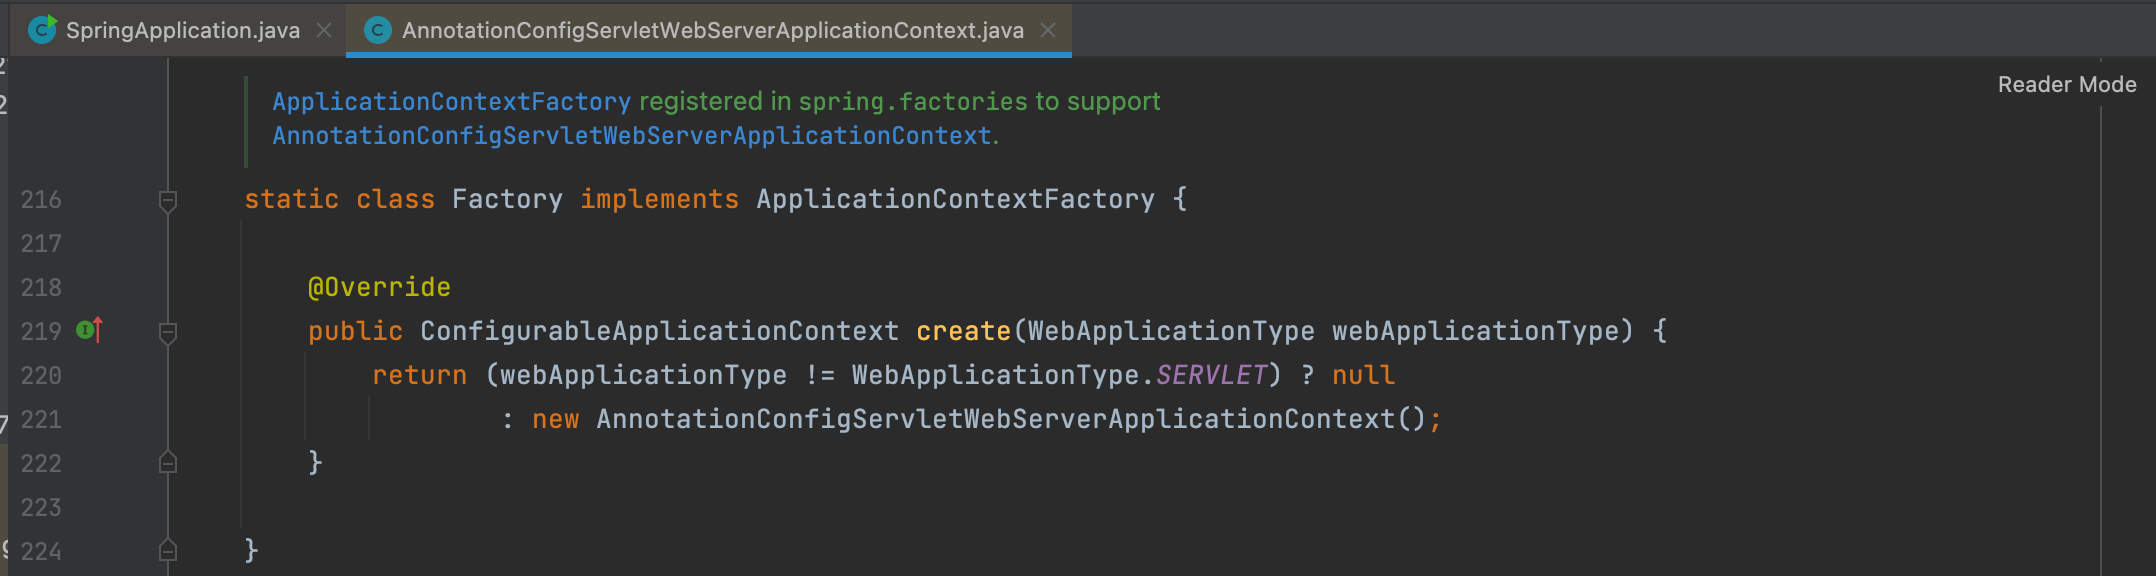 SpringApplication.java AnnotationConfigServletWebServerApplicationContext.java
Reader Mode
ApplicationContextFactory registered in spring.factories to support
AnnotationConfigServletWebServerApplicationContext.
216 static class Factory implements ApplicationContextFactory {
217
218 @Override
219 public ConfigurableApplicationContext create(WebApplicationType webApplicationType) {
220 return (webApplicationType != WebApplicationType.SERVLET) ? null
221 : new AnnotationConfigServletWebServerApplicationContext();
222 }
223
224 }